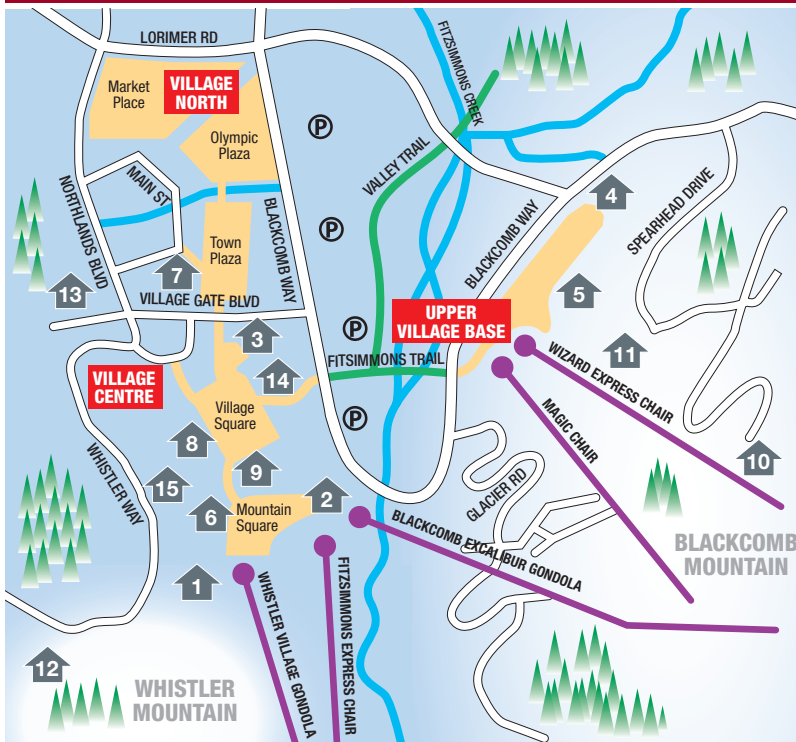 LORIMER RD
Market
Place
VILLAGE
NORTH
Olympic
Plaza
FITZSIMMONS CREEK
P
VALLEY TRAIL
MAIN ST
NORTHLANDS BLVD
BLACKCOMB WAY
BLACKCOMB WAY
SPEARHEAD DRIVE
4
P
Town
Plaza
7
13
5
VILLAGE GATE BLVD
UPPER
VILLAGE BASE
3
P
11
FITSIMMONS TRAIL
WIZARD EXPRESS CHAIR
14
VILLAGE
CENTRE
Village
Square
P
MAGIC CHAIR
8
9
10
WHISTLER WAY
15
GLACIER RD
6
Mountain
Square
2
BLACKCOMB EXCALIBUR GONDOLA
BLACKCOMB
MOUNTAIN
1
WHISTLER VILLAGE GONDOLA
FITZSIMMONS EXPRESS CHAIR
12
WHISTLER
MOUNTAIN